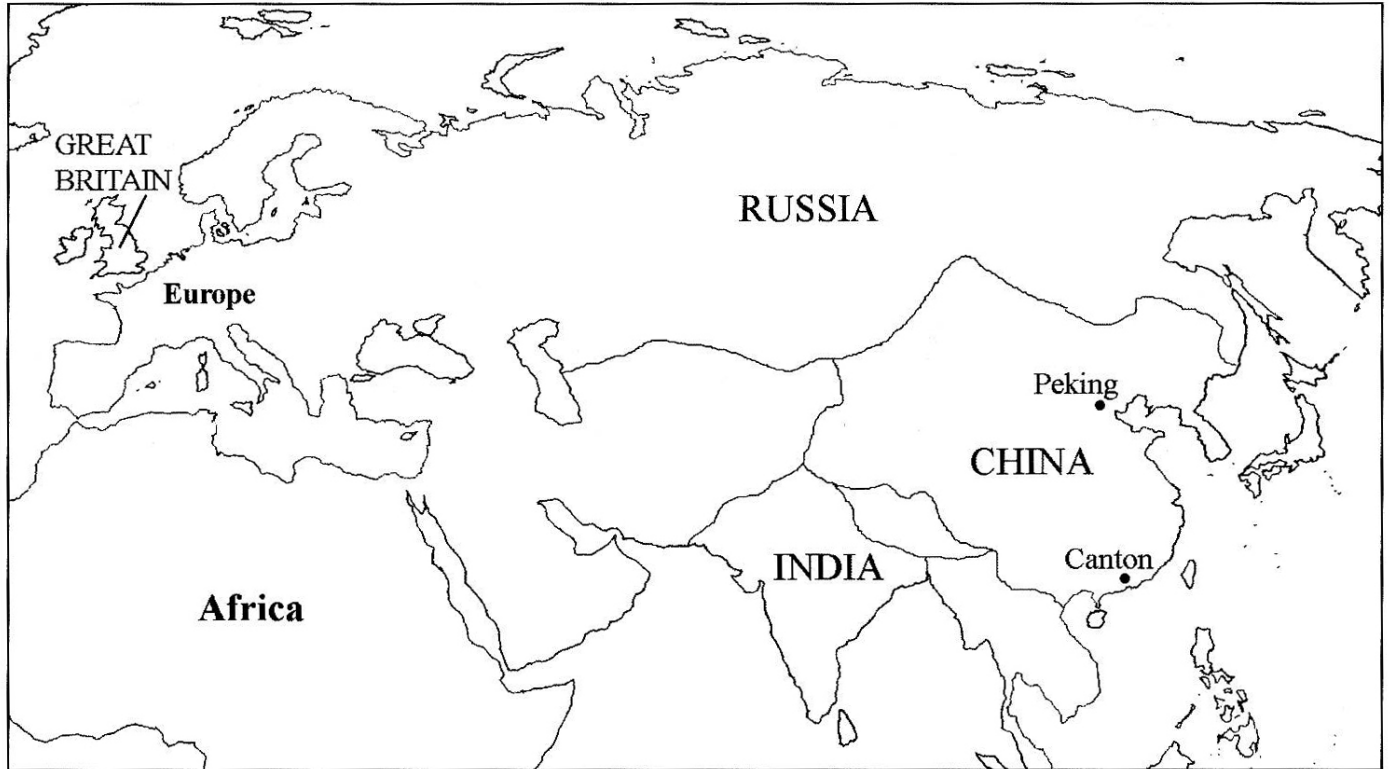 GREAT
BRITAIN
RUSSIA
Europe
Peking
CHINA
Canton
INDIA
Africa